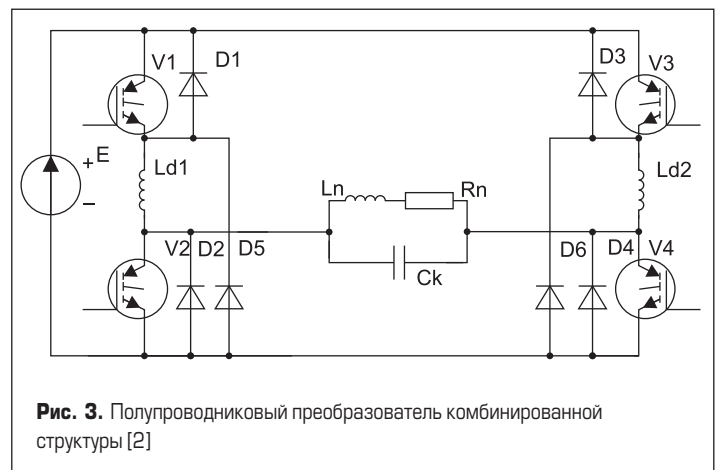 V1
D1
D3
V3
+
E
−
Ld1
Ln
Rn
Ld2
V2
D2
D5
Ck
D6
D4
V4
Рис. 3. Полупроводниковый преобразователь комбинированной
структуры [2]